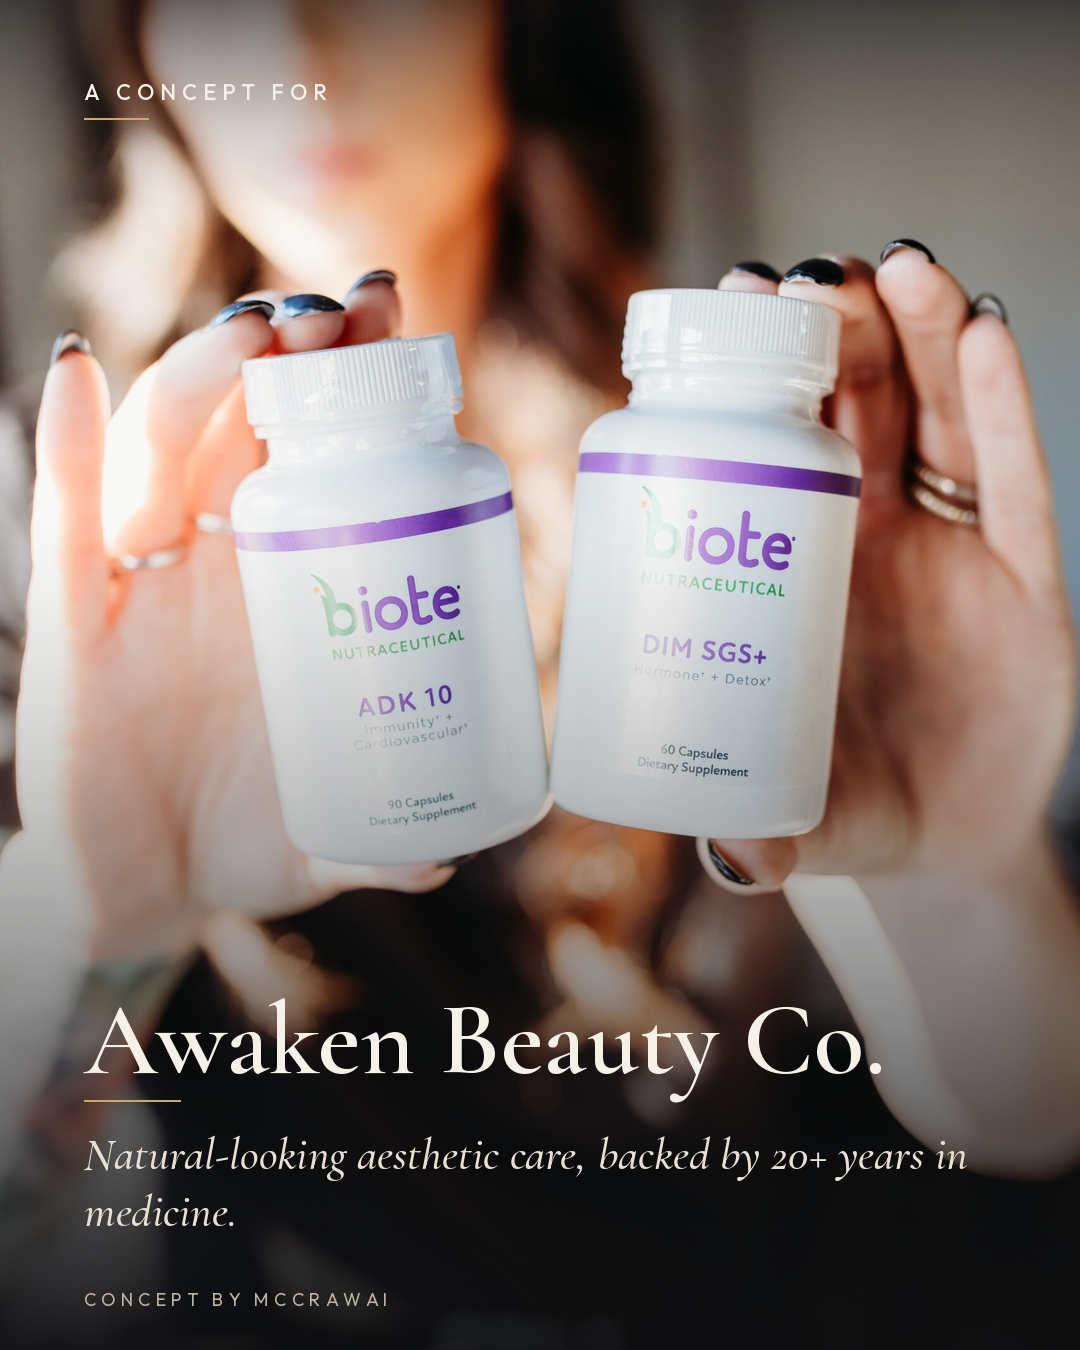 A CONCEPT FOR
biote
NUTRACEUTICAL
ADK 10
Immunity† +
Cardiovascular†
90 Capsules
Dietary Supplement
biote
NUTRACEUTICAL
DIM SGS+
Hormone† + Detox†
60 Capsules
Dietary Supplement
Awaken Beauty Co.
Natural-looking aesthetic care, backed by 20+ years in
medicine.
CONCEPT BY MCCRAWAI